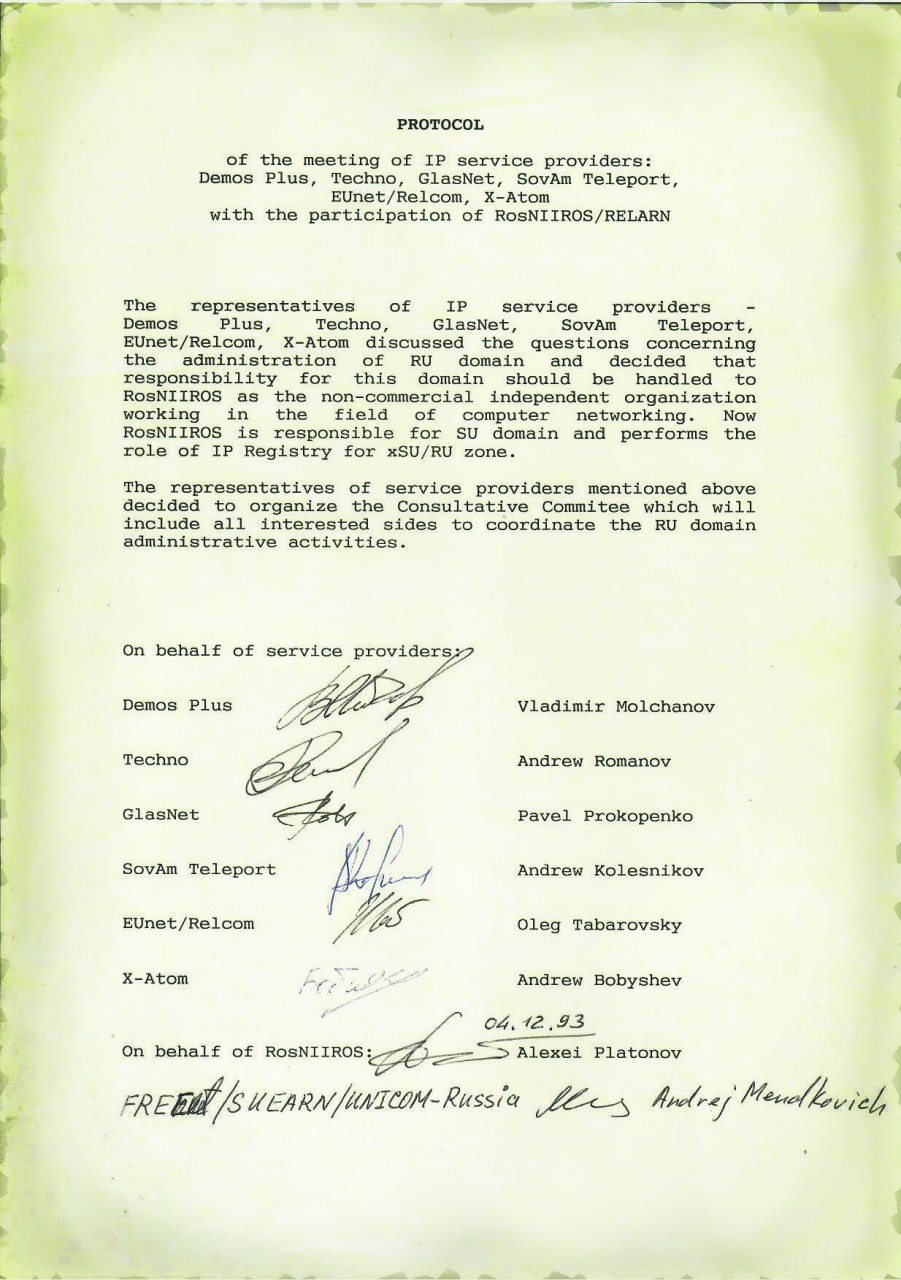 PROTOCOL
of the meeting of IP service providers:
Demos Plus, Techno, GlasNet, SovAm Teleport,
EUnet/Relcom, X-Atom
with the participation of RosNIIROS/RELARN
The representatives of IP service providers -
Demos Plus, Techno, GlasNet, SovAm Teleport,
EUnet/Relcom, X-Atom discussed the questions concerning
the administration of RU domain and decided that
responsibility for this domain should be handled to
RosNIIROS as the non-commercial independent organization
working in the field of computer networking. Now
RosNIIROS is responsible for SU domain and performs the
role of IP Registry for xSU/RU zone.
The representatives of service providers mentioned above
decided to organize the Consultative Commitee which will
include all interested sides to coordinate the RU domain
administrative activities.
On behalf of service providers:
Demos Plus Vladimir Molchanov
Techno Andrew Romanov
GlasNet Pavel Prokopenko
SovAm Teleport Andrew Kolesnikov
EUnet/Relcom Oleg Tabarovsky
X-Atom Andrew Bobyshev
04.12.93
On behalf of RosNIIROS: Alexei Platonov
FREEnet/SUEARN/UNICOM-Russia Andrej Mendkovich